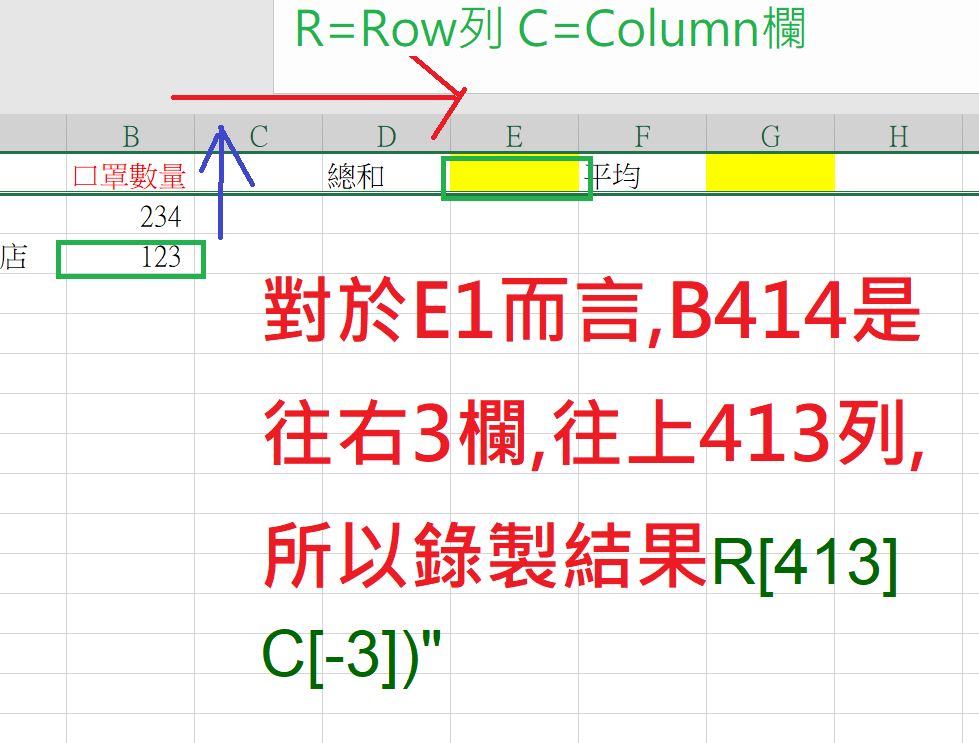 R=Row列 C=Column欄
B C D E F G H
口罩數量 總和 平均
234
店 123
對於E1而言,B414是
往右3欄,往上413列,
所以錄製結果R[413]
C[-3])"